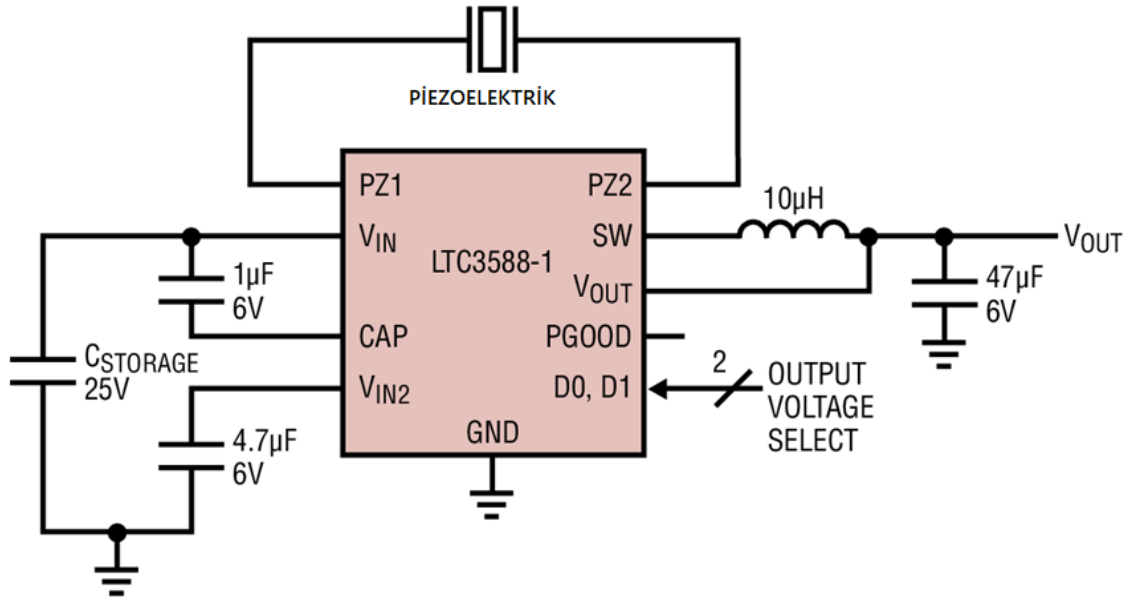 PİEZOELEKTRİK
PZ1
PZ2
10µH
VIN
SW
VOUT
LTC3588-1
1µF
6V
VOUT
47µF
6V
CAP
PGOOD
CSTORAGE
25V
VIN2
D0, D1
2
OUTPUT
VOLTAGE
SELECT
4.7µF
6V
GND